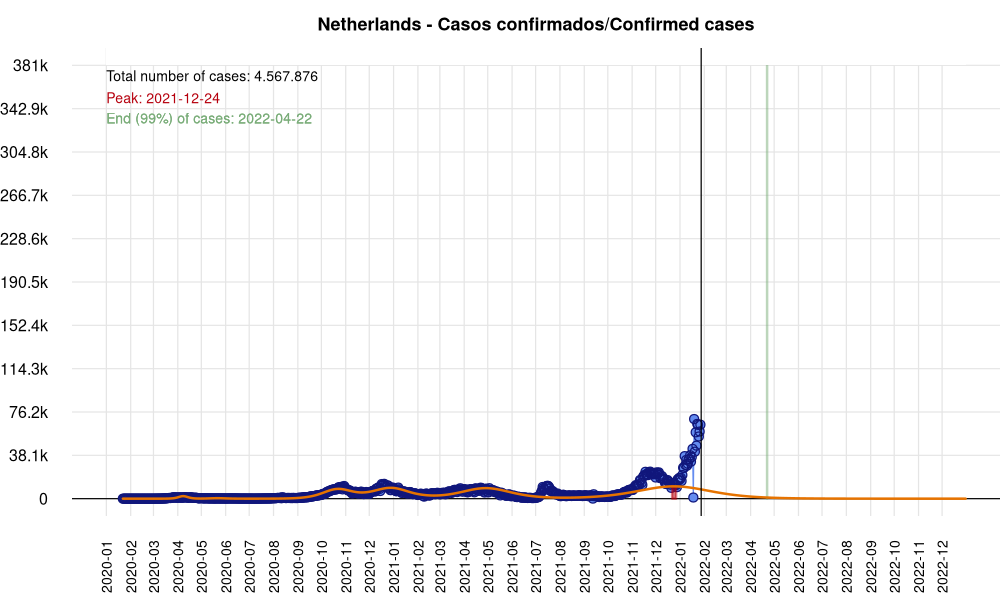 Netherlands - Casos confirmados/Confirmed cases
Total number of cases: 4.567.876
Peak: 2021-12-24
End (99%) of cases: 2022-04-22
381k
342.9k
304.8k
266.7k
228.6k
190.5k
152.4k
114.3k
76.2k
38.1k
0
2020-01
2020-02
2020-03
2020-04
2020-05
2020-06
2020-07
2020-08
2020-09
2020-10
2020-11
2020-12
2021-01
2021-02
2021-03
2021-04
2021-05
2021-06
2021-07
2021-08
2021-09
2021-10
2021-11
2021-12
2022-01
2022-02
2022-03
2022-04
2022-05
2022-06
2022-07
2022-08
2022-09
2022-10
2022-11
2022-12